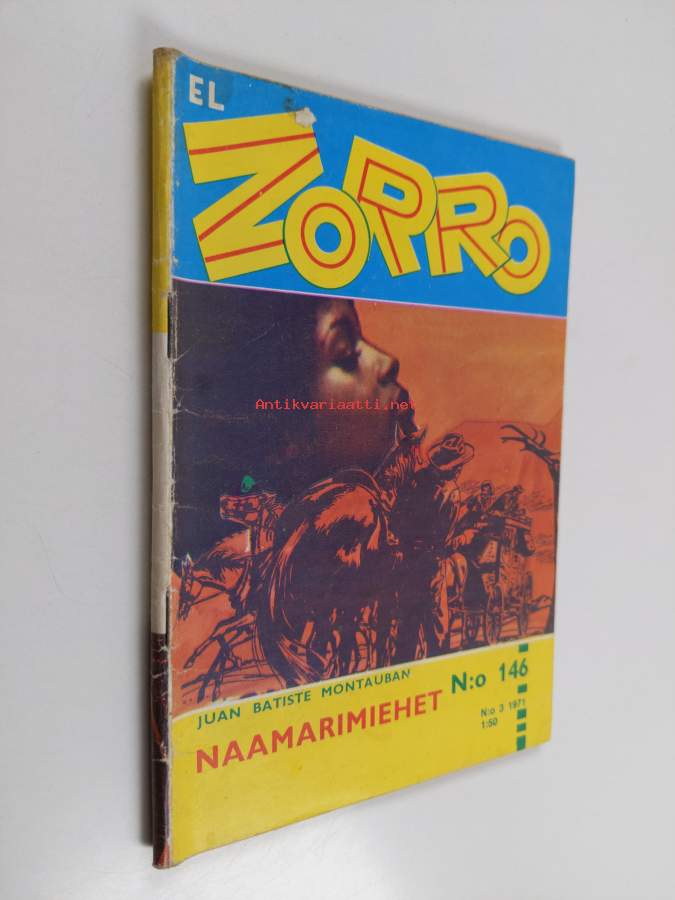 EL
ZORRO
Antikvariaatti.net
JUAN BATISTE MONTAUBAN
N:o 146
NAAMARIMIEHET
N:o 3 1971
1:50